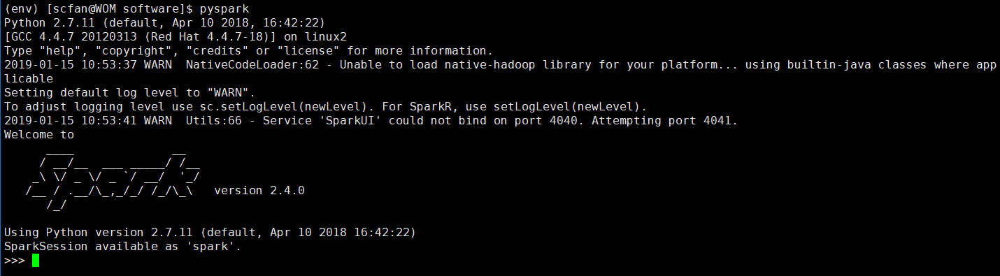 (env) [scfan@WOM software]$ pyspark
Python 2.7.11 (default, Apr 10 2018, 16:42:22)
[GCC 4.4.7 20120313 (Red Hat 4.4.7-18)] on linux2
Type "help", "copyright", "credits" or "license" for more information.
2019-01-15 10:53:37 WARN  NativeCodeLoader:62 - Unable to load native-hadoop library for your platform... using builtin-java classes where app
licable
Setting default log level to "WARN".
To adjust logging level use sc.setLogLevel(newLevel). For SparkR, use setLogLevel(newLevel).
2019-01-15 10:53:41 WARN  Utils:66 - Service 'SparkUI' could not bind on port 4040. Attempting port 4041.
Welcome to
      ____              __
     / __/__  ___ _____/ /__
    _\ \/ _ \/ _ `/ __/  '_/
   /__ / .__/\_,_/_/ /_/\_\   version 2.4.0
      /_/

Using Python version 2.7.11 (default, Apr 10 2018 16:42:22)
SparkSession available as 'spark'.
>>>